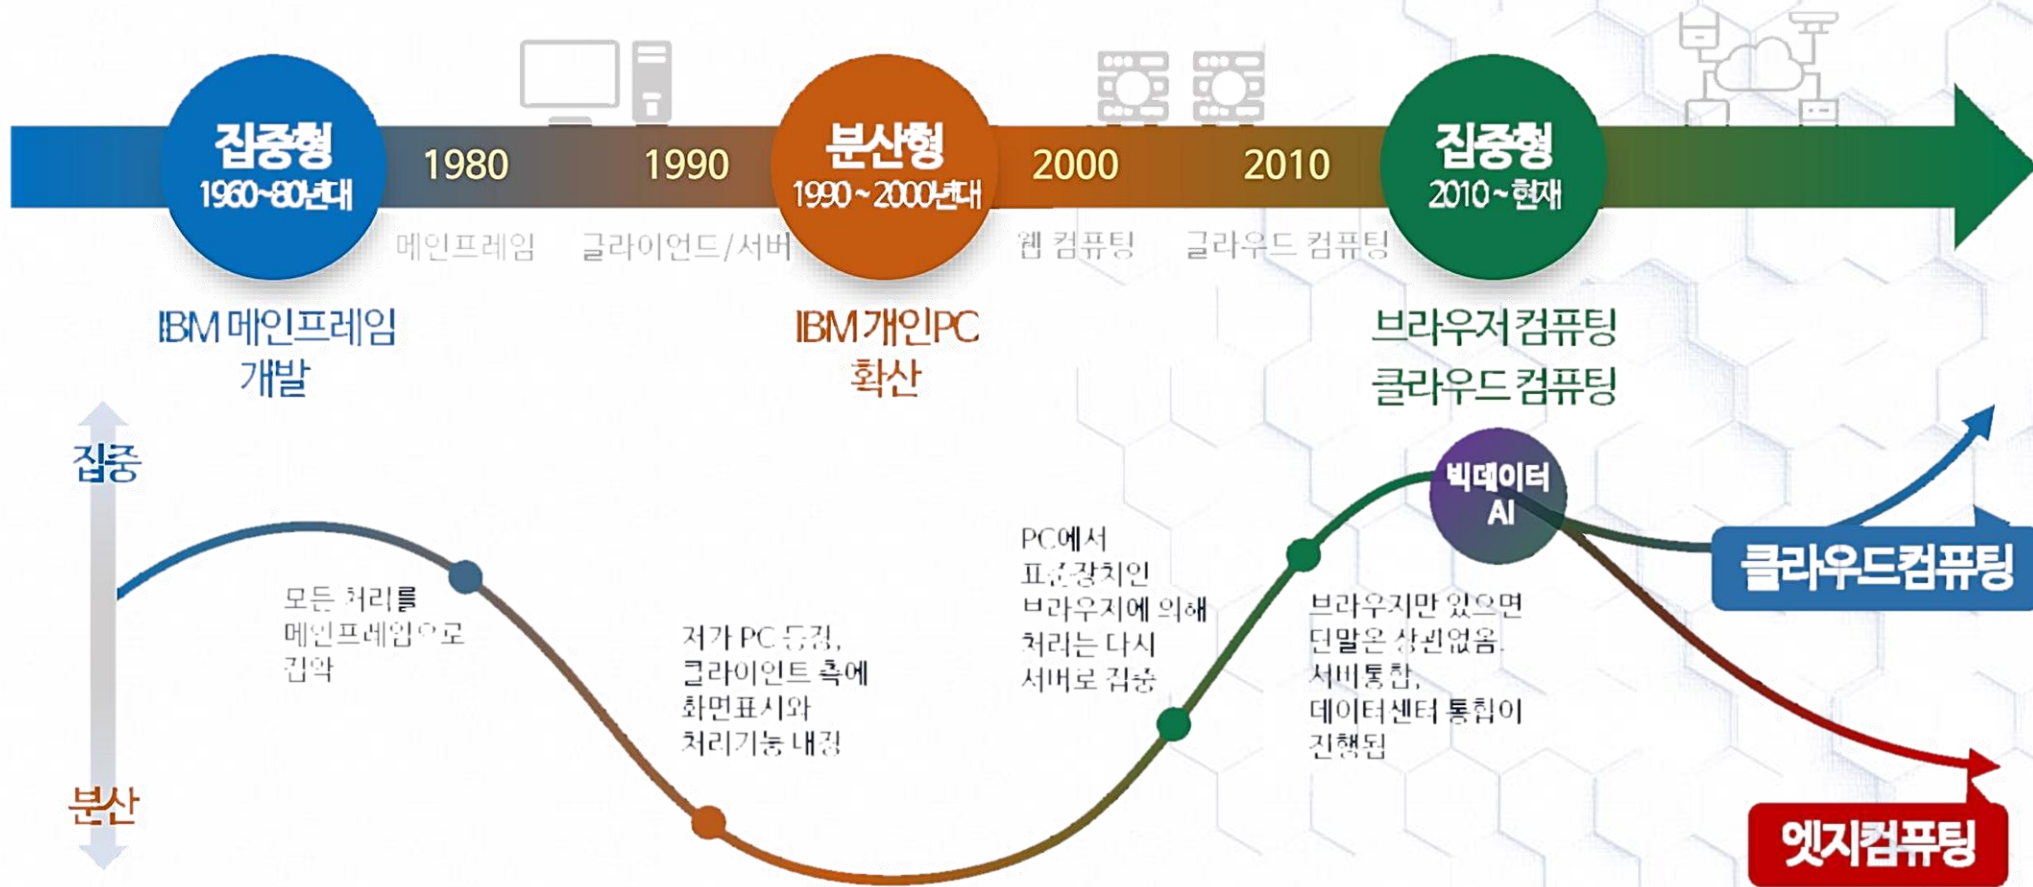 집중형
1960~80년대
1980
1990
분산형
1990 ~ 2000년대
2000
2010
집중형
2010 ~ 현재
메인프레임
글라이언드/서버
웹 컴퓨팅
글라우드 컴퓨팅
IBM 메인프레임
개발
IBM 개인PC
확산
브라우저 컴퓨팅
클라우드 컴퓨팅
집중
분산
모든 처리를
메인프레임으로
집약
저가 PC 등장,
클라이언트 측에
화면표시와
처리기능 내장
PC에서
표준장치인
브라우저에 의해
처리는 다시
서버로 집중
브라우저만 있으면
단말은 상관없음.
서버통합,
데이터센터 통합이
진행됨
빅데이터
AI
클라우드컴퓨팅
엣지컴퓨팅